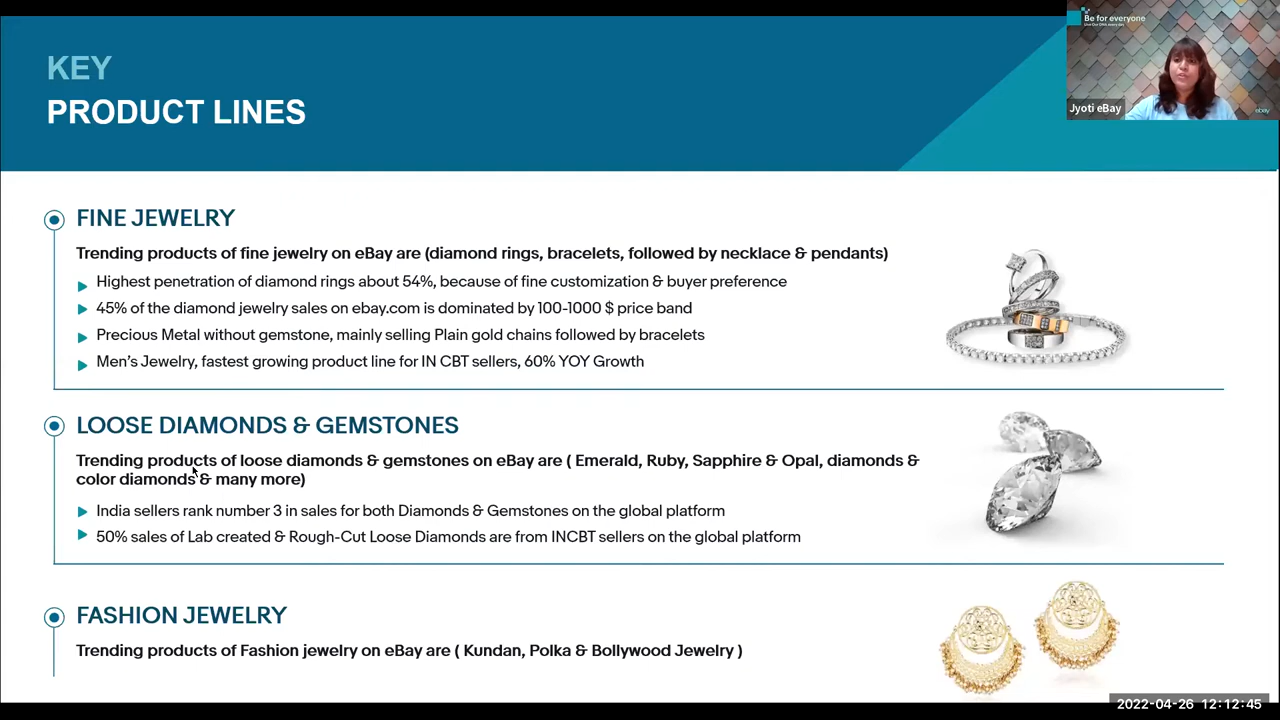 KEY
PRODUCT LINES
Be for everyone
Jyoti eBay
ebay
FINE JEWELRY
Trending products of fine jewelry on eBay are (diamond rings, bracelets, followed by necklace & pendants)
Highest penetration of diamond rings about 54%, because of fine customization & buyer preference
45% of the diamond jewelry sales on ebay.com is dominated by 100-1000 $ price band
Precious Metal without gemstone, mainly selling Plain gold chains followed by bracelets
Men's Jewelry, fastest growing product line for IN CBT sellers, 60% YOY Growth
LOOSE DIAMONDS & GEMSTONES
Trending products of loose diamonds & gemstones on eBay are ( Emerald, Ruby, Sapphire & Opal, diamonds &
color diamonds & many more)
India sellers rank number 3 in sales for both Diamonds & Gemstones on the global platform
50% sales of Lab created & Rough-Cut Loose Diamonds are from INCBT sellers on the global platform
FASHION JEWELRY
Trending products of Fashion jewelry on eBay are ( Kundan, Polka & Bollywood Jewelry )
2022-04-26 12:12:45